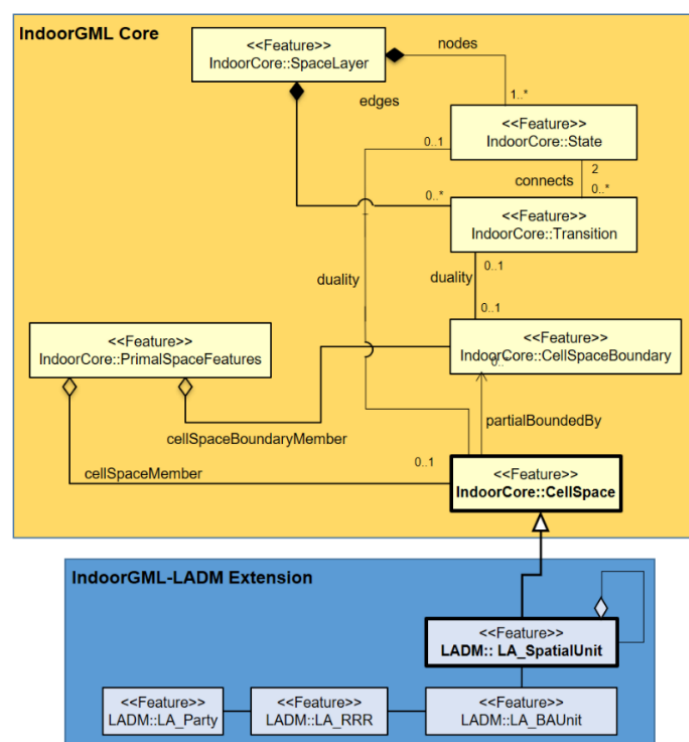 IndoorGML Core
<<Feature>>
IndoorCore::SpaceLayer
nodes
edges
1..*
<<Feature>>
IndoorCore::State
0..1
2
connects
0..*
0..*
<<Feature>>
IndoorCore::Transition
duality
duality
0..1
0..1
<<Feature>>
IndoorCore::PrimalSpaceFeatures
<<Feature>>
IndoorCore::CellSpaceBoundary
0..*
partialBoundedBy
cellSpaceBoundaryMember
0..1
cellSpaceMember
<<Feature>>
IndoorCore::CellSpace
IndoorGML-LADM Extension
<<Feature>>
LADM:: LA_SpatialUnit
<<Feature>>
LADM::LA_Party
<<Feature>>
LADM::LA_RRR
<<Feature>>
LADM::LA_BAUnit